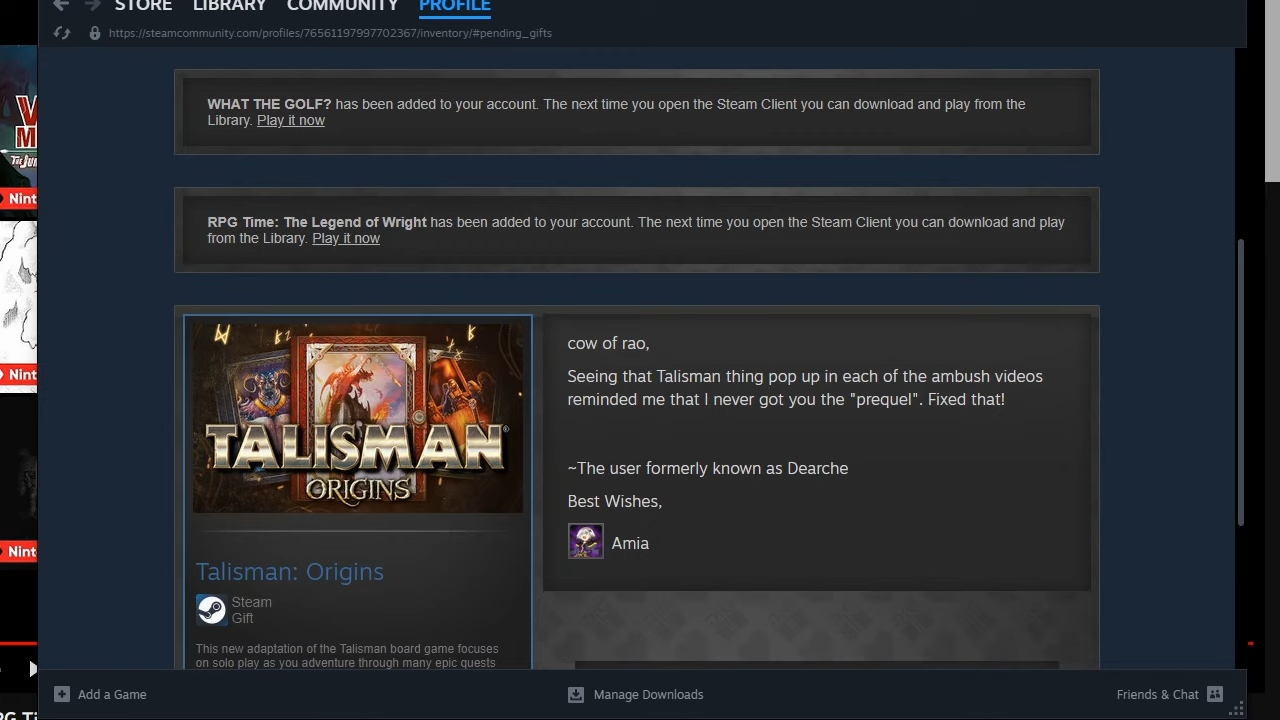 STORE LIBRARY COMMUNITY PROFILE
https://steamcommunity.com/profiles/76561197997702367/inventory/#pending_gifts
WHAT THE GOLF? has been added to your account. The next time you open the Steam Client you can download and play from the
Library. Play it now
RPG Time: The Legend of Wright has been added to your account. The next time you open the Steam Client you can download and play
from the Library. Play it now
TALISMAN®
ORIGINS
cow of rao,
Seeing that Talisman thing pop up in each of the ambush videos
reminded me that I never got you the "prequel". Fixed that!
~The user formerly known as Dearche
Best Wishes,
Amia
Talisman: Origins
Steam
Gift
This new adaptation of the Talisman board game focuses
on solo play as you adventure through many epic quests
Nint
Nint
Nint
Add a Game
Manage Downloads
Friends & Chat